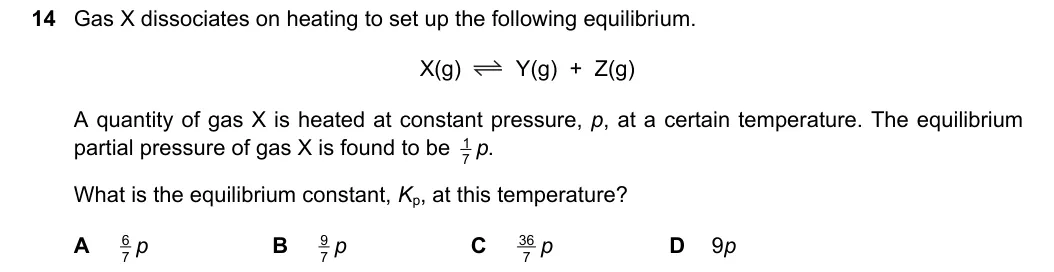 14 Gas X dissociates on heating to set up the following equilibrium.
X(g) ⇌ Y(g) + Z(g)
A quantity of gas X is heated at constant pressure, p, at a certain temperature. The equilibrium
partial pressure of gas X is found to be 1/7 p.
What is the equilibrium constant, Kp, at this temperature?
A 6/7 p B 9/7 p C 36/7 p D 9p